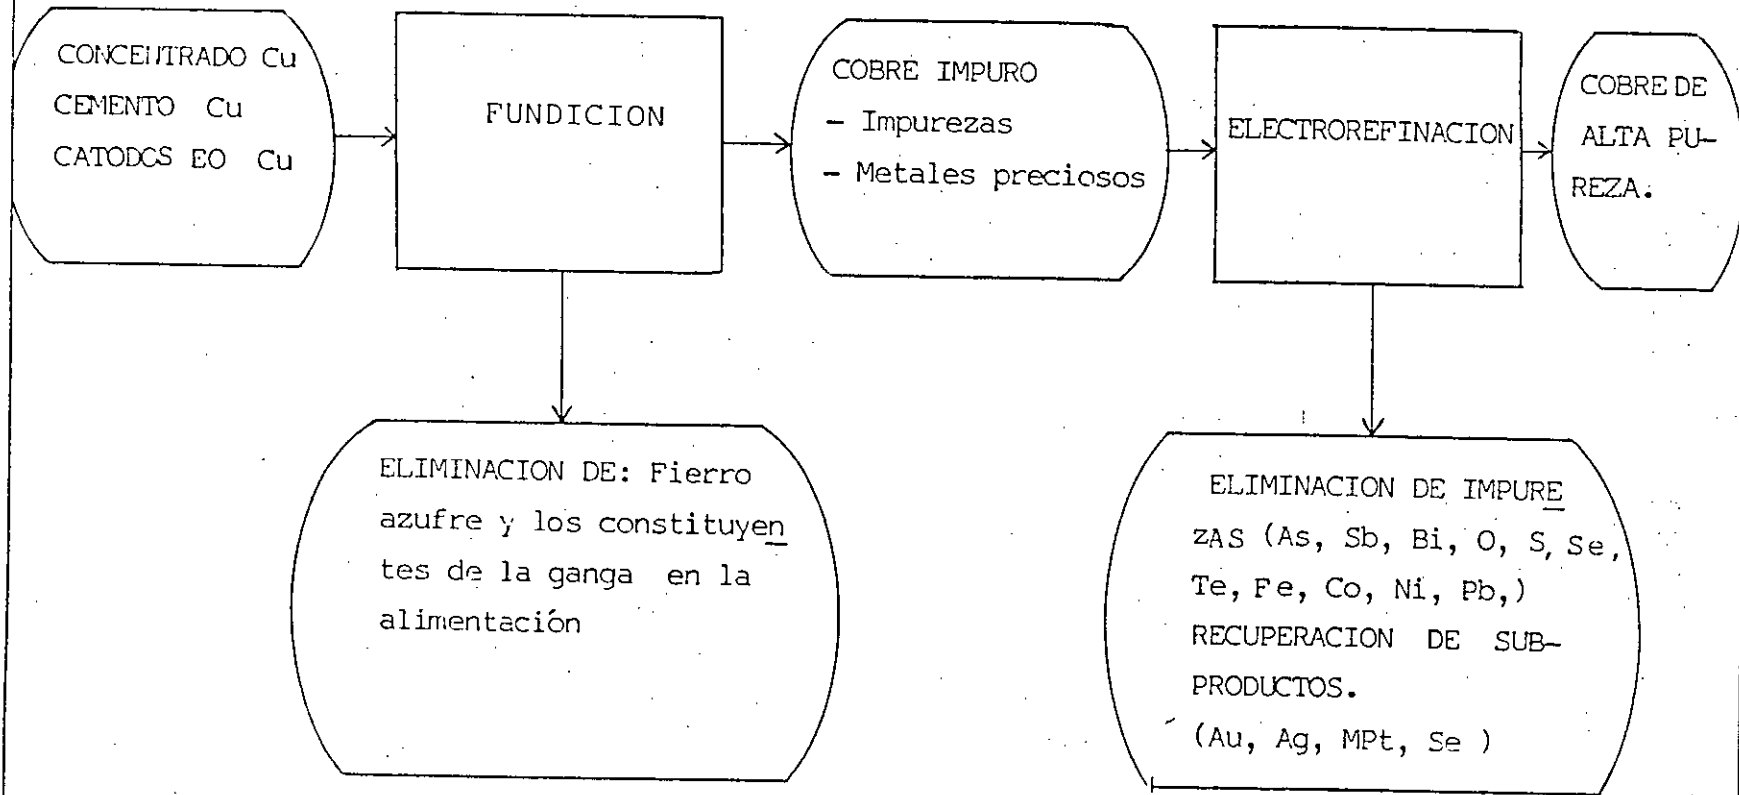 CONCENTRADO Cu
CEMENTO Cu
CATODOS EO Cu
FUNDICION
COBRE IMPURO
- Impurezas
- Metales preciosos
ELECTROREFINACION
COBRE DE
ALTA PU-
REZA.
ELIMINACION DE: Fierro
azufre y los constituyen
tes de la ganga en la
alimentación
ELIMINACION DE IMPURE
ZAS (As, Sb, Bi, O, S, Se,
Te, Fe, Co, Ni, Pb,)
RECUPERACION DE SUB-
PRODUCTOS.
(Au, Ag, MPt, Se )